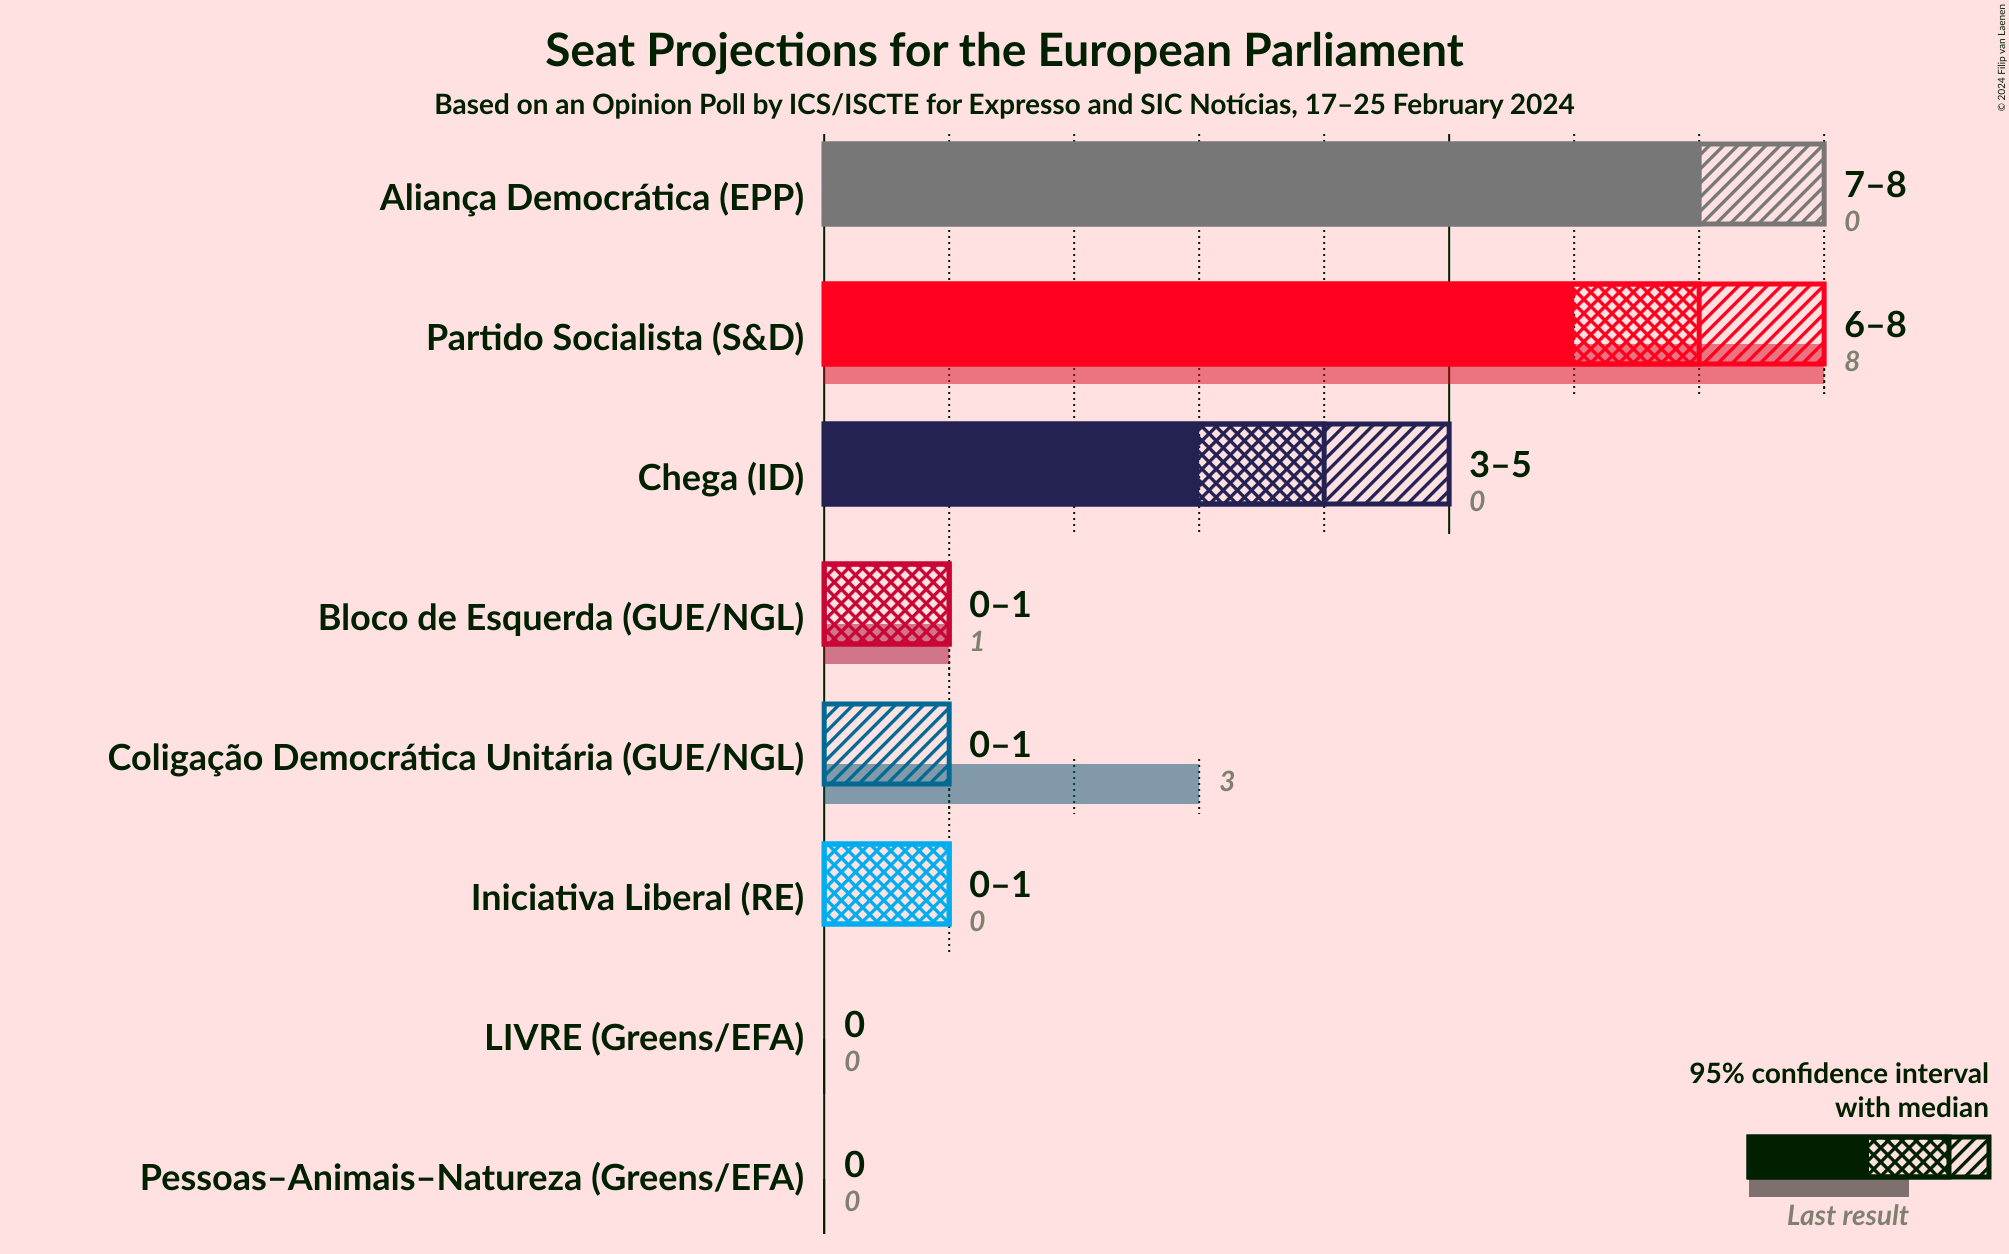 Seat Projections for the European Parliament
Based on an Opinion Poll by ICS/ISCTE for Expresso and SIC Notícias, 17–25 February 2024
© 2024 Filip van Laenen
Aliança Democrática (EPP)
7–8
0
Partido Socialista (S&D)
6–8
8
Chega (ID)
3–5
0
Bloco de Esquerda (GUE/NGL)
0–1
1
Coligação Democrática Unitária (GUE/NGL)
0–1
3
Iniciativa Liberal (RE)
0–1
0
LIVRE (Greens/EFA)
0
0
Pessoas–Animais–Natureza (Greens/EFA)
0
0
95% confidence interval
with median
Last result